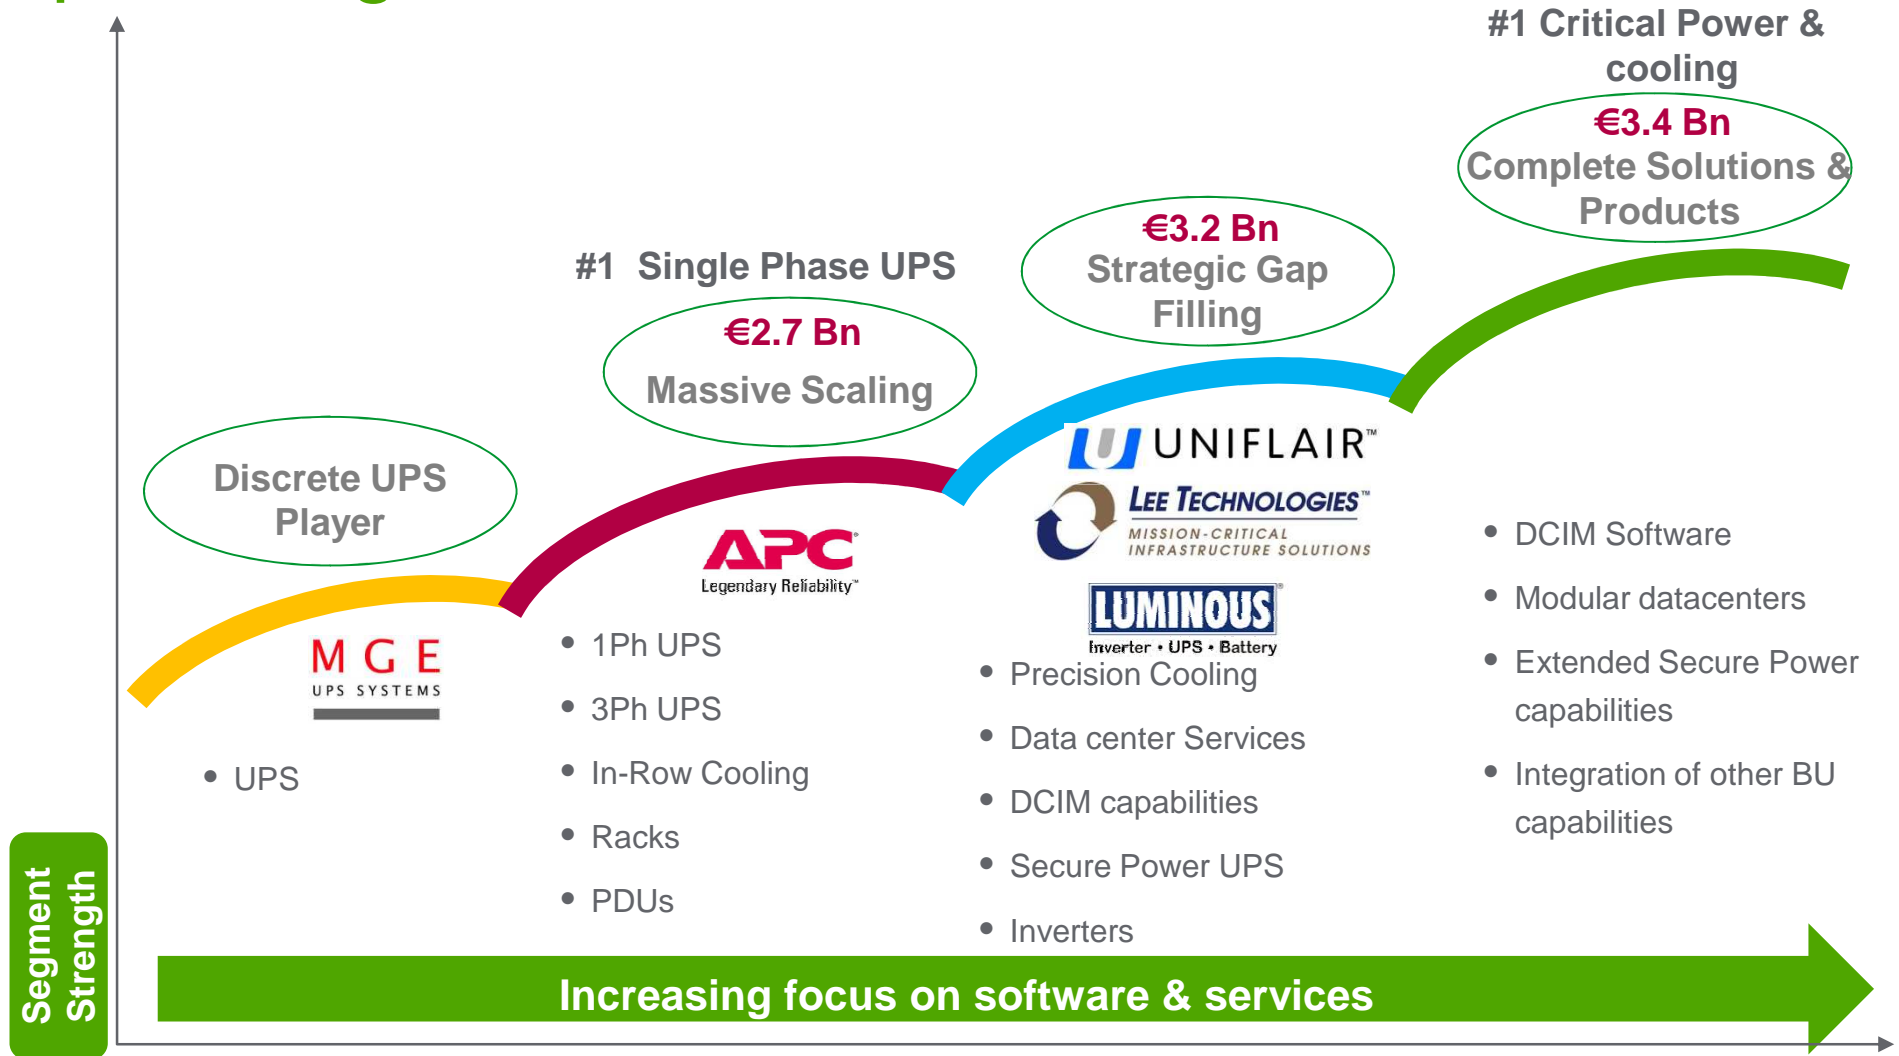 #1 Critical Power &
cooling
€3.4 Bn
Complete Solutions &
Products
€3.2 Bn
Strategic Gap
Filling
#1 Single Phase UPS
€2.7 Bn
Massive Scaling
Discrete UPS
Player
MGE
UPS SYSTEMS
• UPS
APC
Legendary Reliability™
• 1Ph UPS
• 3Ph UPS
• In-Row Cooling
• Racks
• PDUs
UNIFLAIR™
LEE TECHNOLOGIES™
MISSION-CRITICAL
INFRASTRUCTURE SOLUTIONS
LUMINOUS®
Inverter • UPS • Battery
• Precision Cooling
• Data center Services
• DCIM capabilities
• Secure Power UPS
• Inverters
• DCIM Software
• Modular datacenters
• Extended Secure Power
capabilities
• Integration of other BU
capabilities
Segment
Strength
Increasing focus on software & services